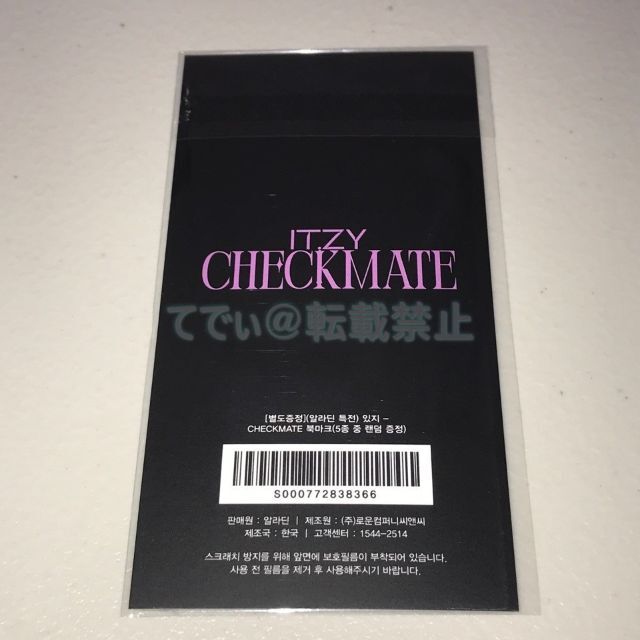 ITZY
CHECKMATE
てでぃ@転載禁止
[별도증정](알라딘 특전) 있지 -
CHECKMATE 북마크(5종 중 랜덤 증정)
S000772838366
판매원 : 알라딘 | 제조원 : (주)로운컴퍼니씨앤씨
제조국 : 한국 | 고객센터 : 1544-2514
스크래치 방지를 위해 앞면에 보호필름이 부착되어 있습니다.
사용 전 필름을 제거 후 사용해주시기 바랍니다.